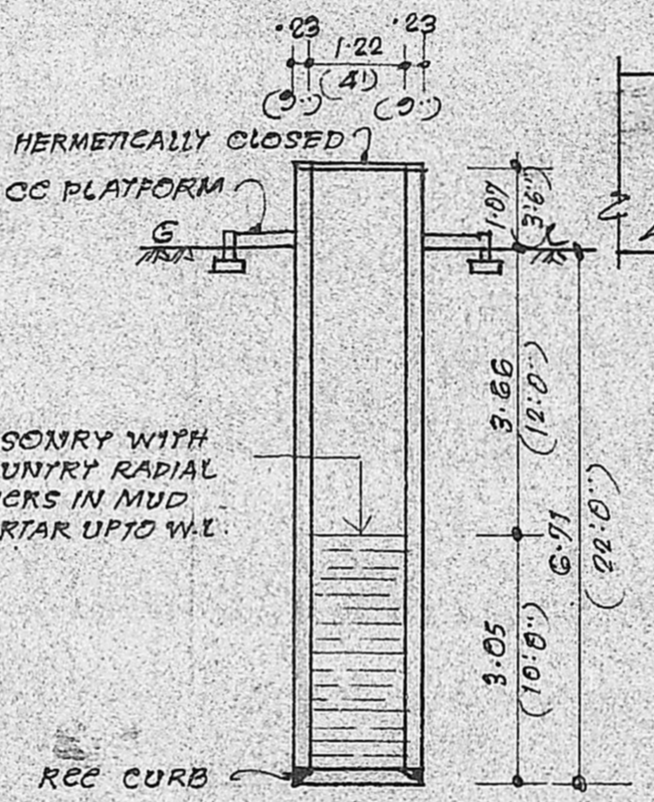 .23 1.22 .23
(9") (4') (9")
HERMETICALLY CLOSED
CC PLATFORM
G L
1.07 (3'6")
3.66 (12'.0")
SONRY WITH
UNTRY RADIAL
CKS IN MUD
RTAR UPTO W.L.
6.71 (22'.0")
3.05 (10'.0")
RCC CURB